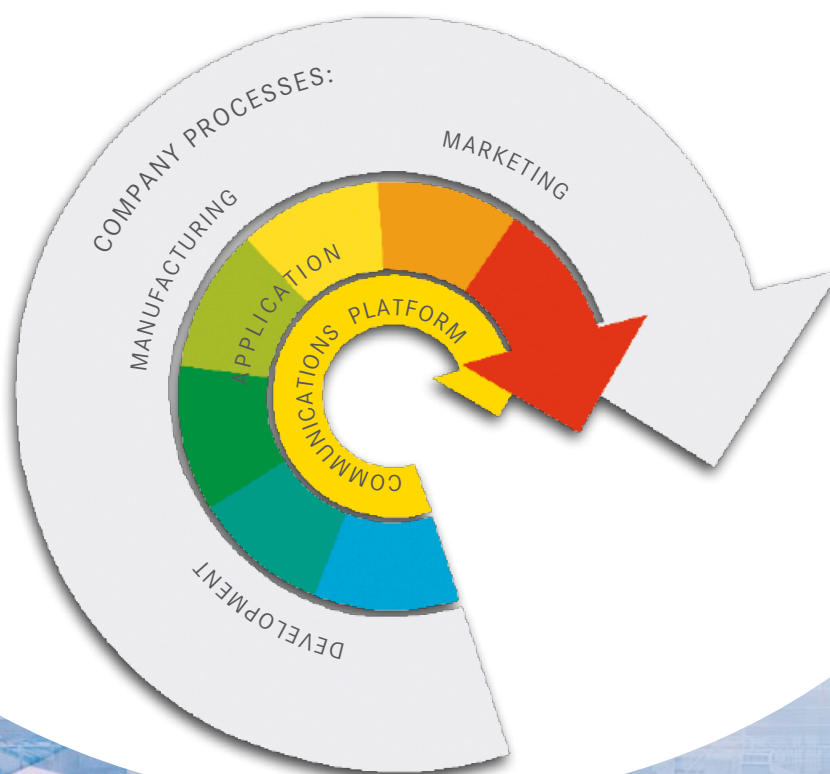 COMPANY PROCESSES:
MARKETING
MANUFACTURING
APPLICATION
COMMUNICATIONS PLATFORM
DEVELOPMENT